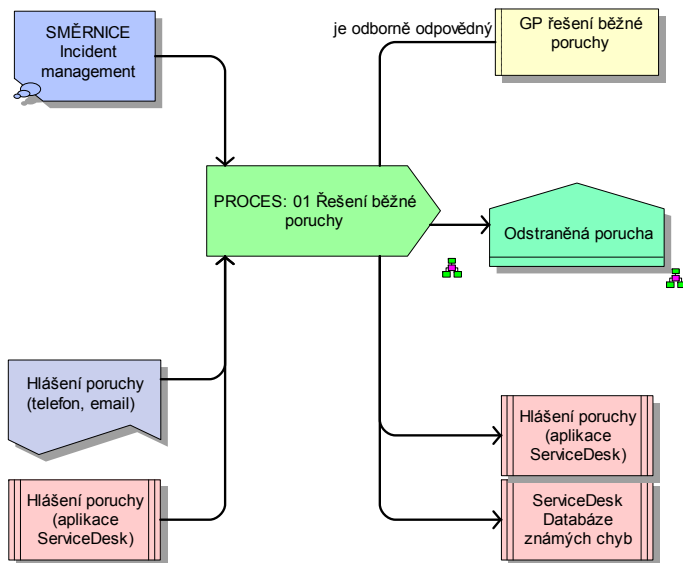 SMĚRNICE
Incident
management
je odborně odpovědný
GP řešení běžné
poruchy
PROCES: 01 Řešení běžné
poruchy
Odstraněná porucha
Hlášení poruchy
(telefon, email)
Hlášení poruchy
(aplikace
ServiceDesk)
Hlášení poruchy
(aplikace
ServiceDesk)
ServiceDesk
Databáze
známých chyb